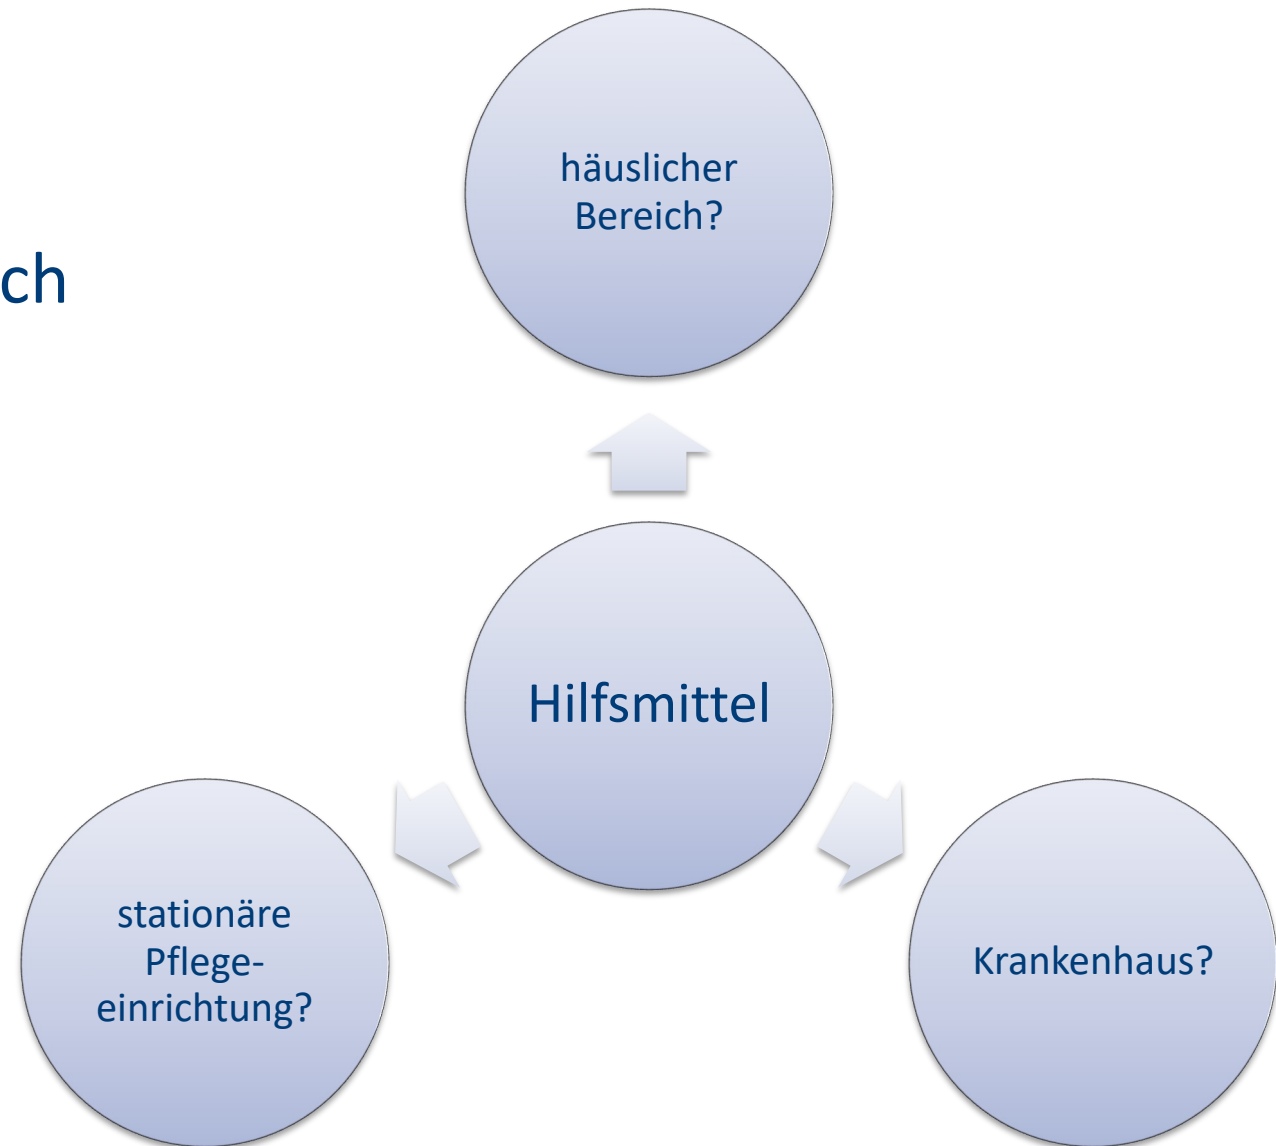 häuslicher
Bereich?
ch
Hilfsmittel
stationäre
Pflege-
einrichtung?
Krankenhaus?